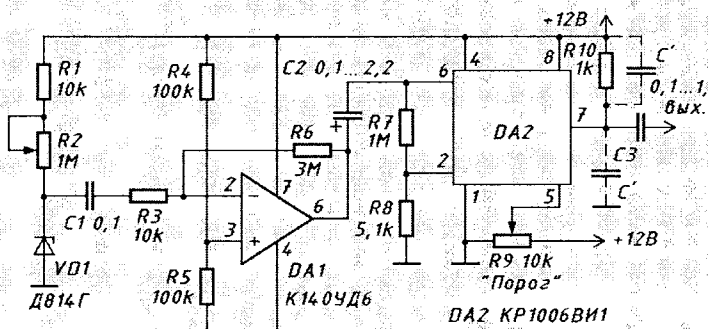 +12В
R1
10k
R2
1M
VD1
Д814Г
C1 0,1
R3
10k
R4
100k
R5
100k
R6
3M
2
3
7
4
6
DA1
К140УД6
C2 0,1...2,2
+
R7
1M
R8
5,1k
6
2
4
8
7
1
5
DA2
R9 10k
"Порог"
+12В
R10
1k
C'
0,1...1,
вых.
C3
C'
DA2 КР1006ВИ1